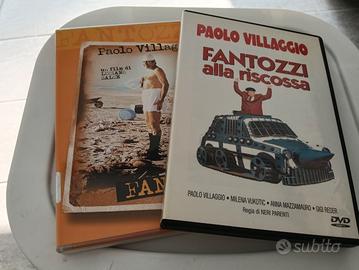 FANTOZZI
Paolo Villaggio
un film di
LUCIANO
SALCE
FAN
PAOLO VILLAGGIO
FANTOZZI
alla riscossa
PAOLO VILLAGGIO • MILENA VUKOTIC • ANNA MAZZAMAURO • GIGI REDER
Regia di NERI PARENTI
DVD
subito